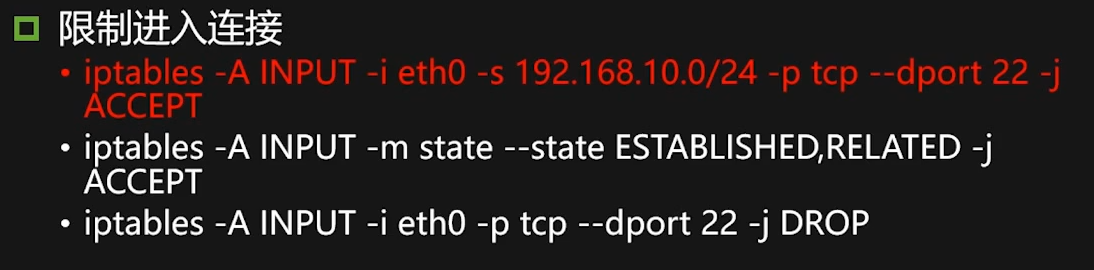 限制进入连接
• iptables -A INPUT -i eth0 -s 192.168.10.0/24 -p tcp --dport 22 -j
ACCEPT
• iptables -A INPUT -m state --state ESTABLISHED,RELATED -j
ACCEPT
• iptables -A INPUT -i eth0 -p tcp --dport 22 -j DROP